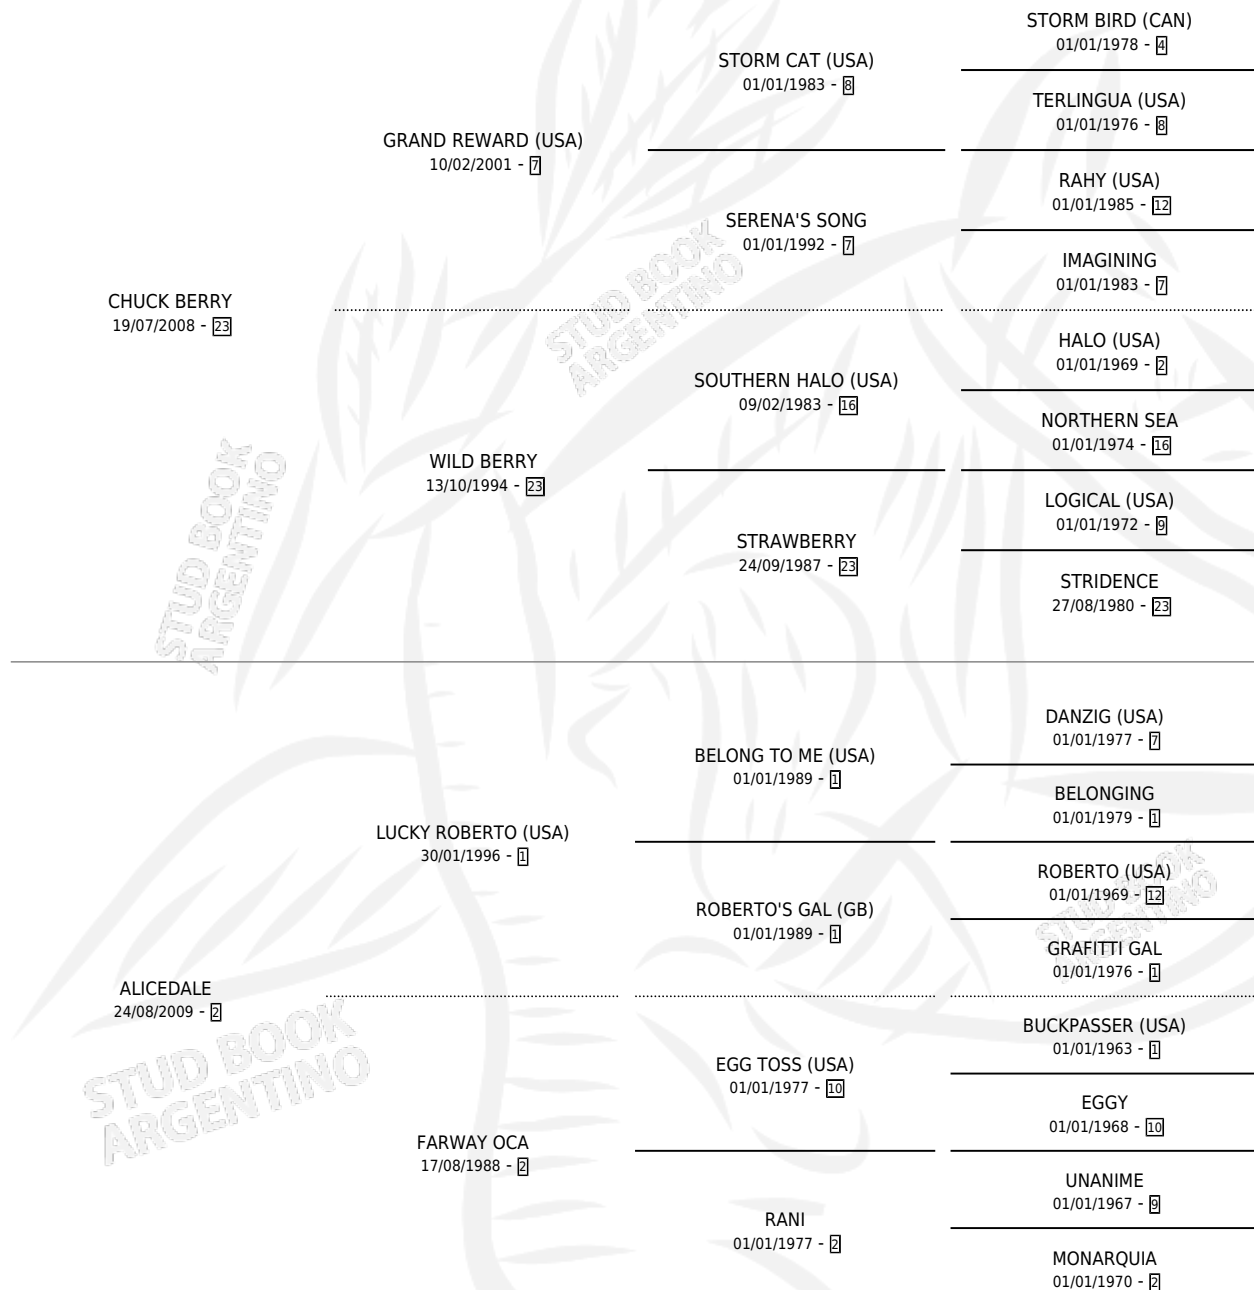 STORM BIRD (CAN)
01/01/1978 - 4
STORM CAT (USA)
01/01/1983 - 8
TERLINGUA (USA)
01/01/1976 - 8
GRAND REWARD (USA)
10/02/2001 - 7
RAHY (USA)
01/01/1985 - 12
SERENA'S SONG
01/01/1992 - 7
IMAGINING
01/01/1983 - 7
CHUCK BERRY
19/07/2008 - 23
HALO (USA)
01/01/1969 - 2
SOUTHERN HALO (USA)
09/02/1983 - 16
NORTHERN SEA
01/01/1974 - 16
WILD BERRY
13/10/1994 - 23
LOGICAL (USA)
01/01/1972 - 9
STRAWBERRY
24/09/1987 - 23
STRIDENCE
27/08/1980 - 23
DANZIG (USA)
01/01/1977 - 7
BELONG TO ME (USA)
01/01/1989 - 1
BELONGING
01/01/1979 - 1
LUCKY ROBERTO (USA)
30/01/1996 - 1
ROBERTO (USA)
01/01/1969 - 12
ROBERTO'S GAL (GB)
01/01/1989 - 1
GRAFITTI GAL
01/01/1976 - 1
ALICEDALE
24/08/2009 - 2
BUCKPASSER (USA)
01/01/1963 - 1
EGG TOSS (USA)
01/01/1977 - 10
EGGY
01/01/1968 - 10
FARWAY OCA
17/08/1988 - 2
UNANIME
01/01/1967 - 9
RANI
01/01/1977 - 2
MONARQUIA
01/01/1970 - 2
STUD BOOK
ARGENTINO
STUD BOOK
ARGENTINO
STUD BOOK
ARGENTINO
STUD BOOK
ARGENTINO